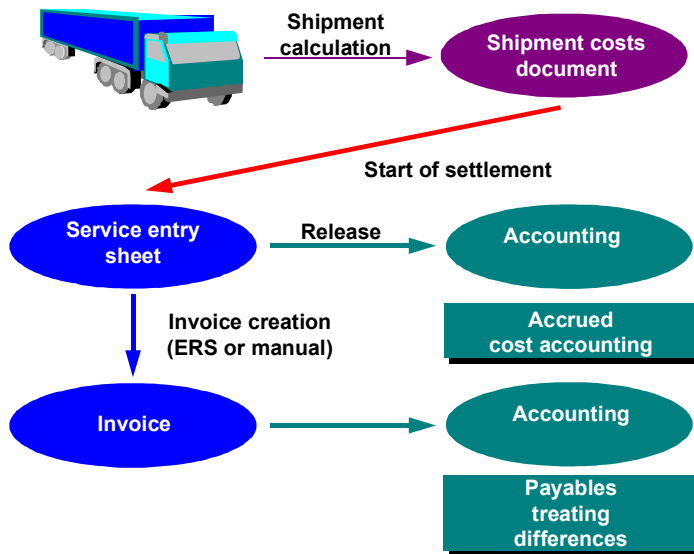 Shipment
calculation
Shipment costs
document
Start of settlement
Service entry
sheet
Release
Accounting
Invoice creation
(ERS or manual)
Accrued
cost accounting
Invoice
Accounting
Payables
treating
differences